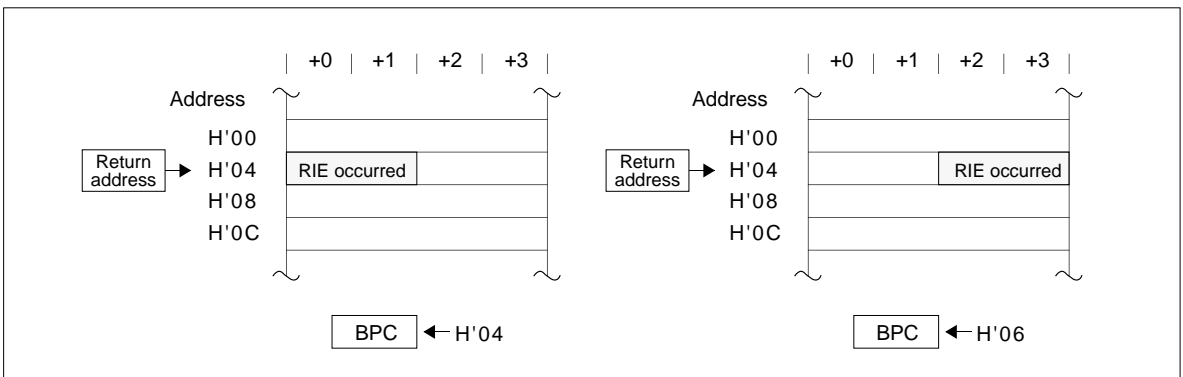 +0 | +1 | +2 | +3
Address
H'00
Return address
H'04
RIE occurred
H'08
H'0C
BPC
H'04
+0 | +1 | +2 | +3
Address
H'00
Return address
H'04
RIE occurred
H'08
H'0C
BPC
H'06